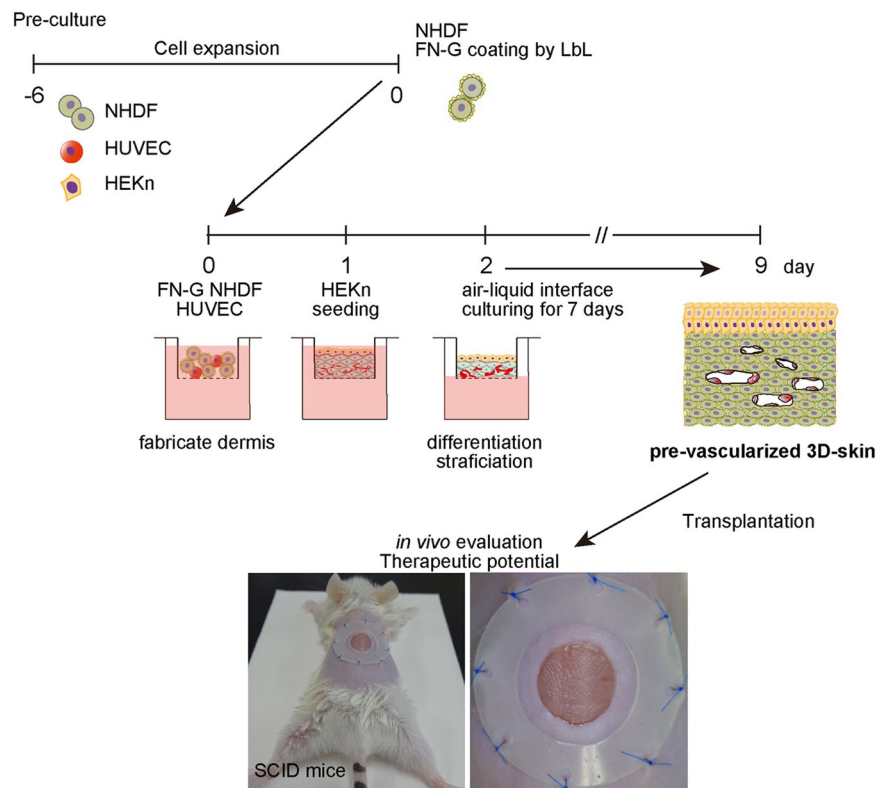 Pre-culture
Cell expansion
-6
0
NHDF
FN-G coating by LbL
NHDF
HUVEC
HEKn
0
1
2
//
9
day
FN-G NHDF
HUVEC
HEKn
seeding
air-liquid interface
culturing for 7 days
fabricate dermis
differentiation
straficiation
pre-vascularized 3D-skin
Transplantation
in vivo evaluation
Therapeutic potential
SCID mice